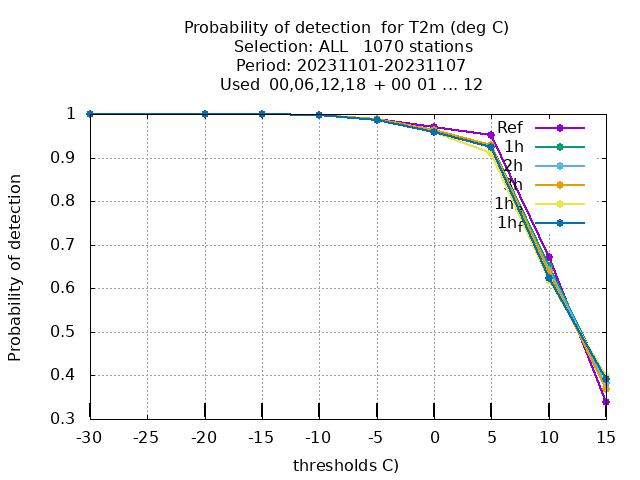 Probability of detection  for T2m (deg C)
Selection: ALL   1070 stations
Period: 20231101-20231107
Used  00,06,12,18  + 00 01 ... 12
Probability of detection
1
0.9
0.8
0.7
0.6
0.5
0.4
0.3
Ref
1h
2h
1h
1h_f
-30
-25
-20
-15
-10
-5
0
5
10
15
thresholds C)